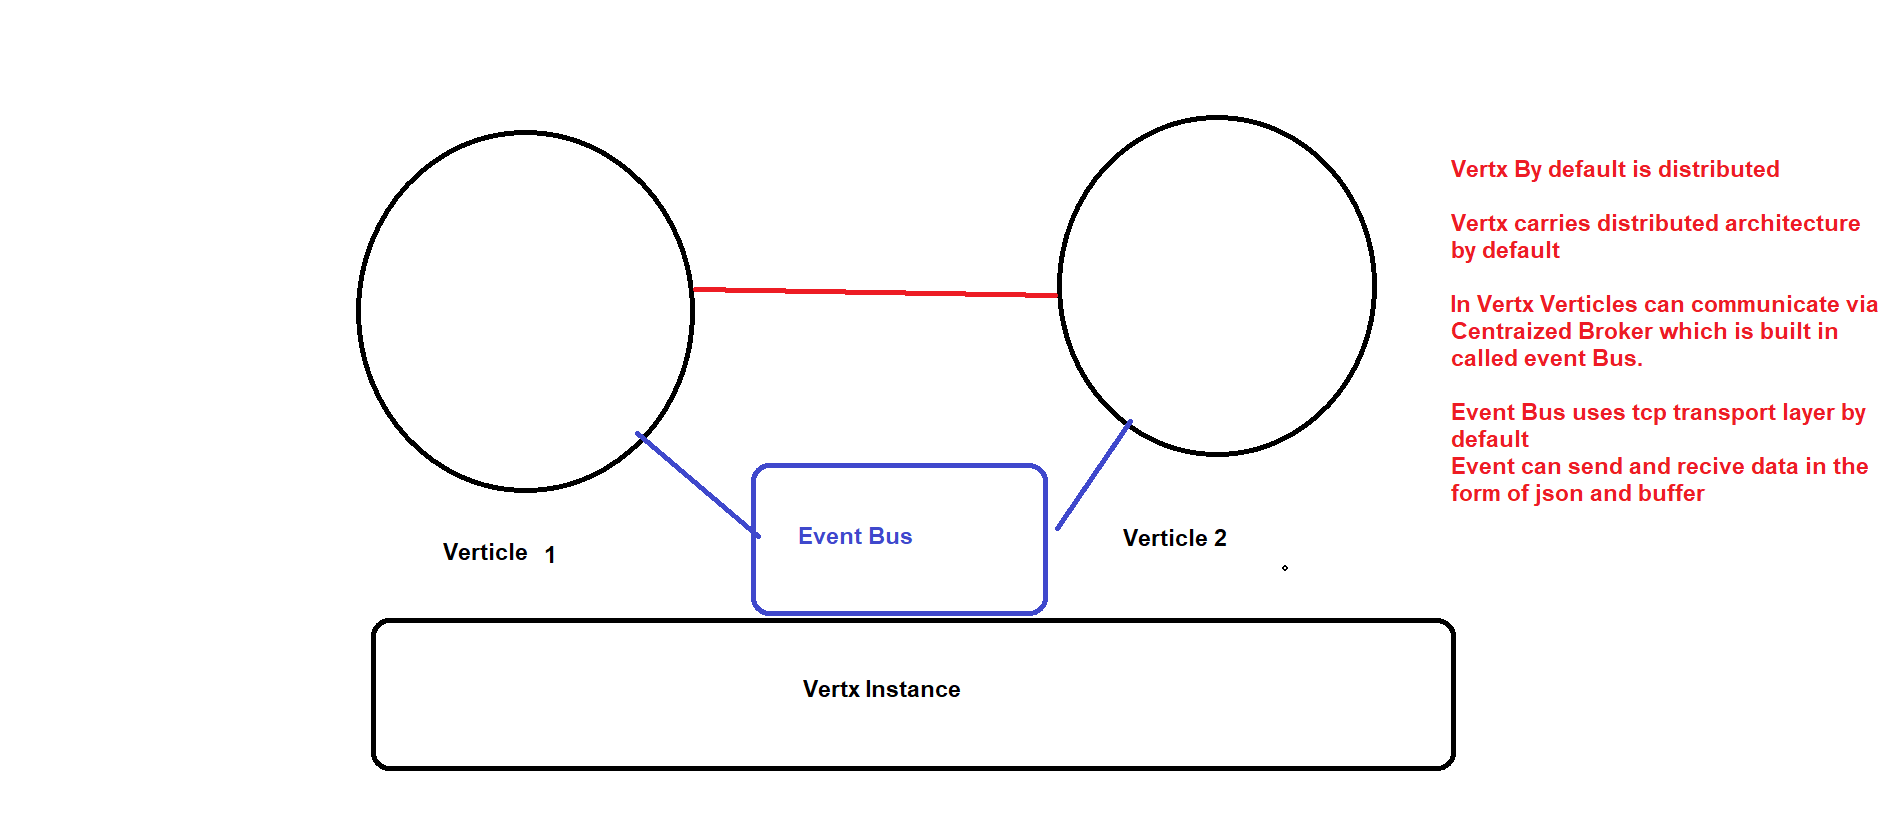 Vertx By default is distributed
Vertx carries distributed architecture
by default
In Vertx Verticles can communicate via
Centraized Broker which is built in
called event Bus.
Event Bus uses tcp transport layer by
default
Event can send and recive data in the
form of json and buffer
Event Bus
Verticle 1
Verticle 2
Vertx Instance